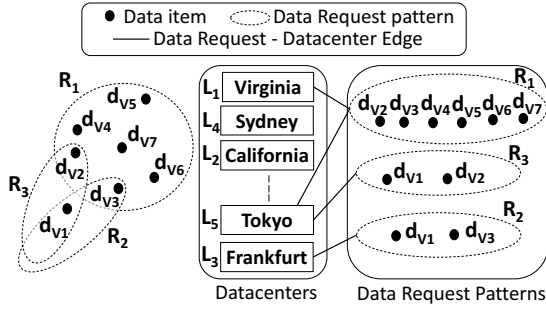 Data item
Data Request pattern
Data Request - Datacenter Edge
R1
dV5
dV4
dV7
dV2
dV6
R3
dV3
dV1
R2
L1 Virginia
L4 Sydney
L2 California
L5 Tokyo
L3 Frankfurt
Datacenters
R1
dV2 dV3 dV4 dV5 dV6 dV7
R3
dV1 dV2
R2
dV1 dV3
Data Request Patterns